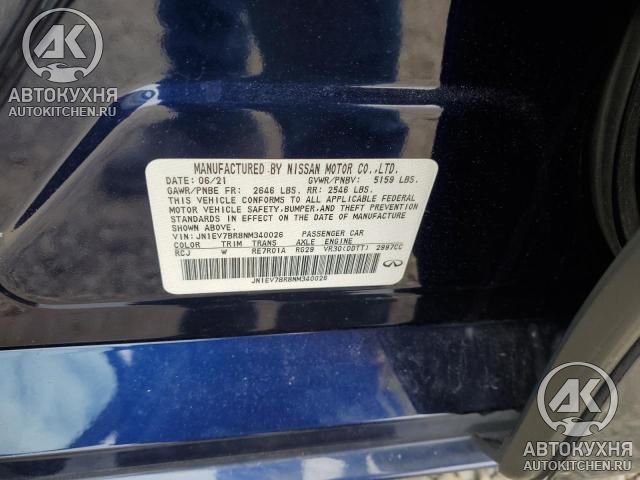 AK
АВТОКУХНЯ
AUTOKITCHEN.RU
MANUFACTURED BY NISSAN MOTOR CO.,LTD.
DATE: 06/21 GVWR/PNBV: 5159 LBS.
GAWR/PNBE FR: 2646 LBS. RR: 2546 LBS.
THIS VEHICLE CONFORMS TO ALL APPLICABLE FEDERAL
MOTOR VEHICLE SAFETY, BUMPER, AND THEFT PREVENTION
STANDARDS IN EFFECT ON THE DATE OF MANUFACTURE
SHOWN ABOVE.
VIN: JN1EV7BR8NM340026 PASSENGER CAR
COLOR TRIM TRANS AXLE ENGINE
RCJ W RE7R01A RG29 VR30(DDTT) 2997CC
JN1EV7BR8NM340026
AK
АВТОКУХНЯ
AUTOKITCHEN.RU